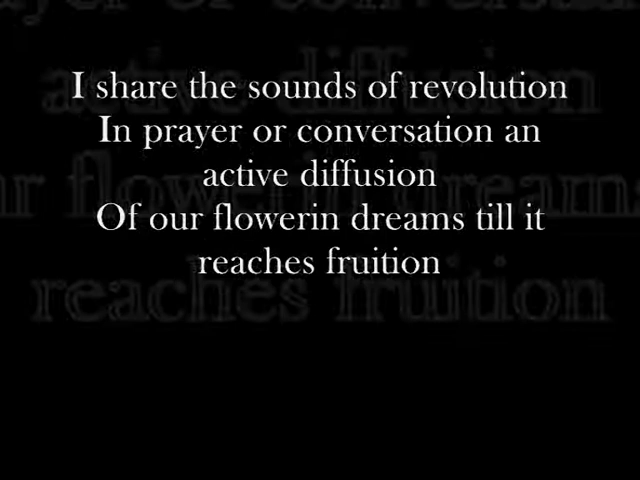 I share the sounds of revolution
In prayer or conversation an
active diffusion
Of our flowerin dreams till it
reaches fruition